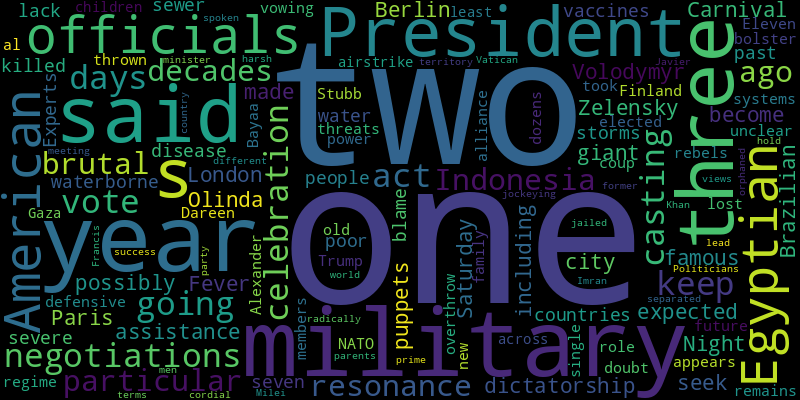 lack children sewer spoken vowing Berlin least vaccines Carnival
officials President Eleven bolster
al thrown minister harsh airstrike territory Vatican Javier past
killed days decades two Volodymyr three ago
Experts made Stubb took Finland systems
American said country celebration water Zelensky become
Bayaa threats alliance dozens elected storms unclear
brutal disease power giant coup rebels
meeting different people act jockeying former hold orphaned
waterborne s London Indonesia casting views Khan lost Brazilian
vote Olinda blame jailed famous Egyptian
Gaza Dareen old one city lead
year Francis success party Alexander poor Trump family Saturday including Politicians
possibly Fever world Imran keep
going puppets overthrow separated
defensive radically members countries expected
Paris assistance NATO new across single future
severe military role Night
negotiations parents prime doubt appears
regime particular men seven resonance dictatorship seek
terms cordial Milei remains